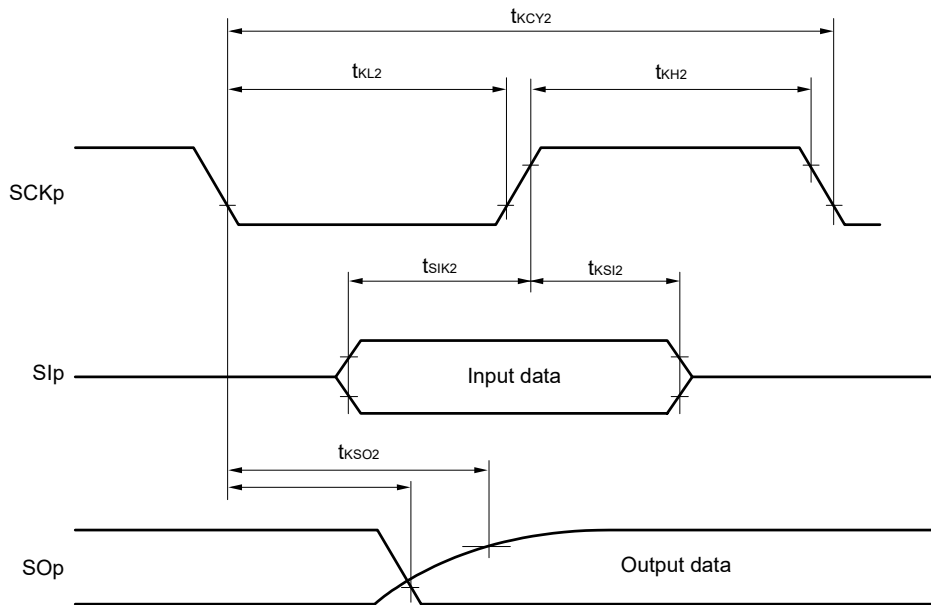 tKCY2
tKL2
tKH2
SCKp
tSIK2
tKSI2
SIp
Input data
tKSO2
SOp
Output data